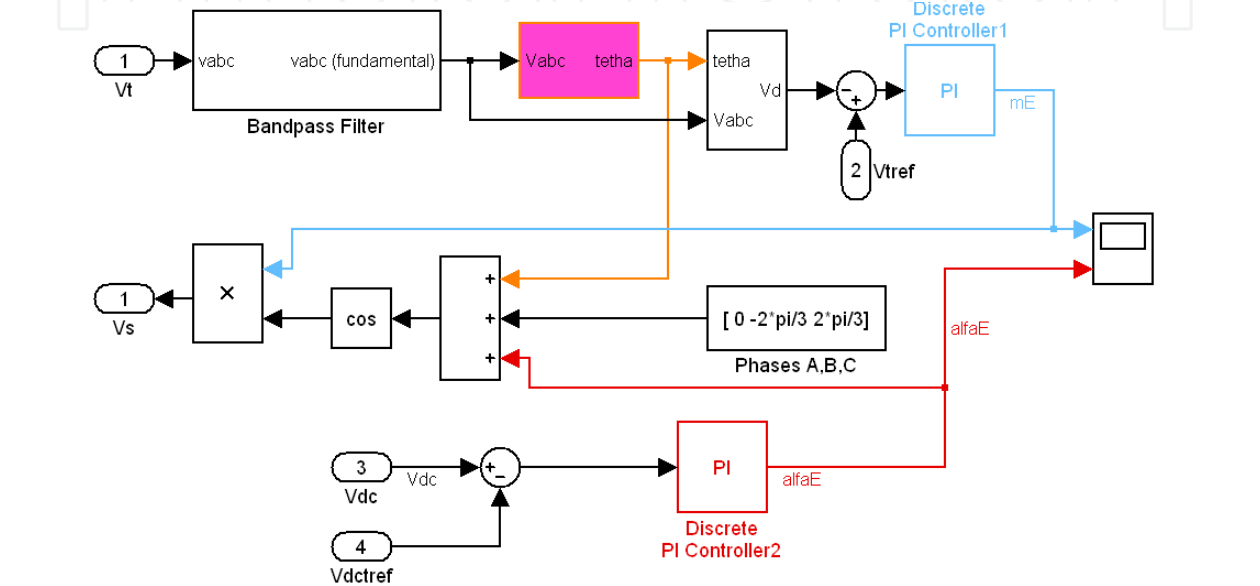 Discrete
PI Controller1
1
Vt
vabc
vabc (fundamental)
Bandpass Filter
Vabc
tetha
tetha
Vd
Vabc
-
+
PI
mE
2
Vtref
1
Vs
×
cos
+
+
+
[ 0 -2*pi/3 2*pi/3]
Phases A,B,C
alfaE
3
Vdc
Vdc
+
-
PI
alfaE
Discrete
PI Controller2
4
Vdctref